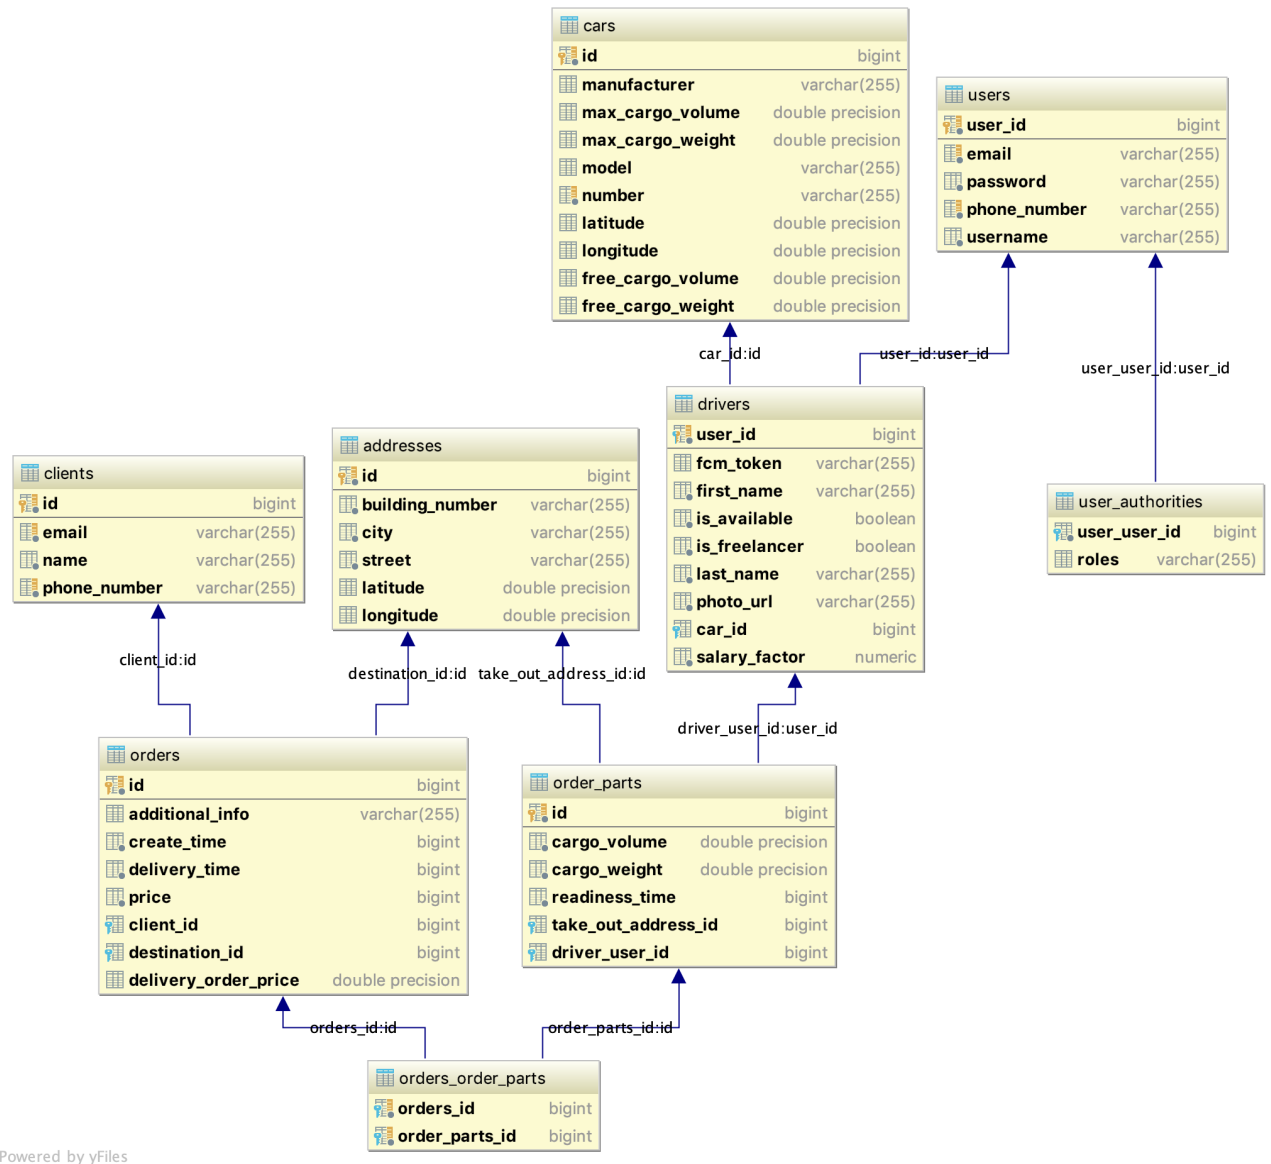 cars
id bigint
manufacturer varchar(255)
max_cargo_volume double precision
max_cargo_weight double precision
model varchar(255)
number varchar(255)
latitude double precision
longitude double precision
free_cargo_volume double precision
free_cargo_weight double precision
users
user_id bigint
email varchar(255)
password varchar(255)
phone_number varchar(255)
username varchar(255)
car_id:id
user_id:user_id
user_user_id:user_id
drivers
user_id bigint
fcm_token varchar(255)
first_name varchar(255)
is_available boolean
is_freelancer boolean
last_name varchar(255)
photo_url varchar(255)
car_id bigint
salary_factor numeric
addresses
id bigint
building_number varchar(255)
city varchar(255)
street varchar(255)
latitude double precision
longitude double precision
clients
id bigint
email varchar(255)
name varchar(255)
phone_number varchar(255)
user_authorities
user_user_id bigint
roles varchar(255)
client_id:id
destination_id:id
take_out_address_id:id
driver_user_id:user_id
orders
id bigint
additional_info varchar(255)
create_time bigint
delivery_time bigint
price bigint
client_id bigint
destination_id bigint
delivery_order_price double precision
order_parts
id bigint
cargo_volume double precision
cargo_weight double precision
readiness_time bigint
take_out_address_id bigint
driver_user_id bigint
orders_id:id
order_parts_id:id
orders_order_parts
orders_id bigint
order_parts_id bigint
Powered by yFiles